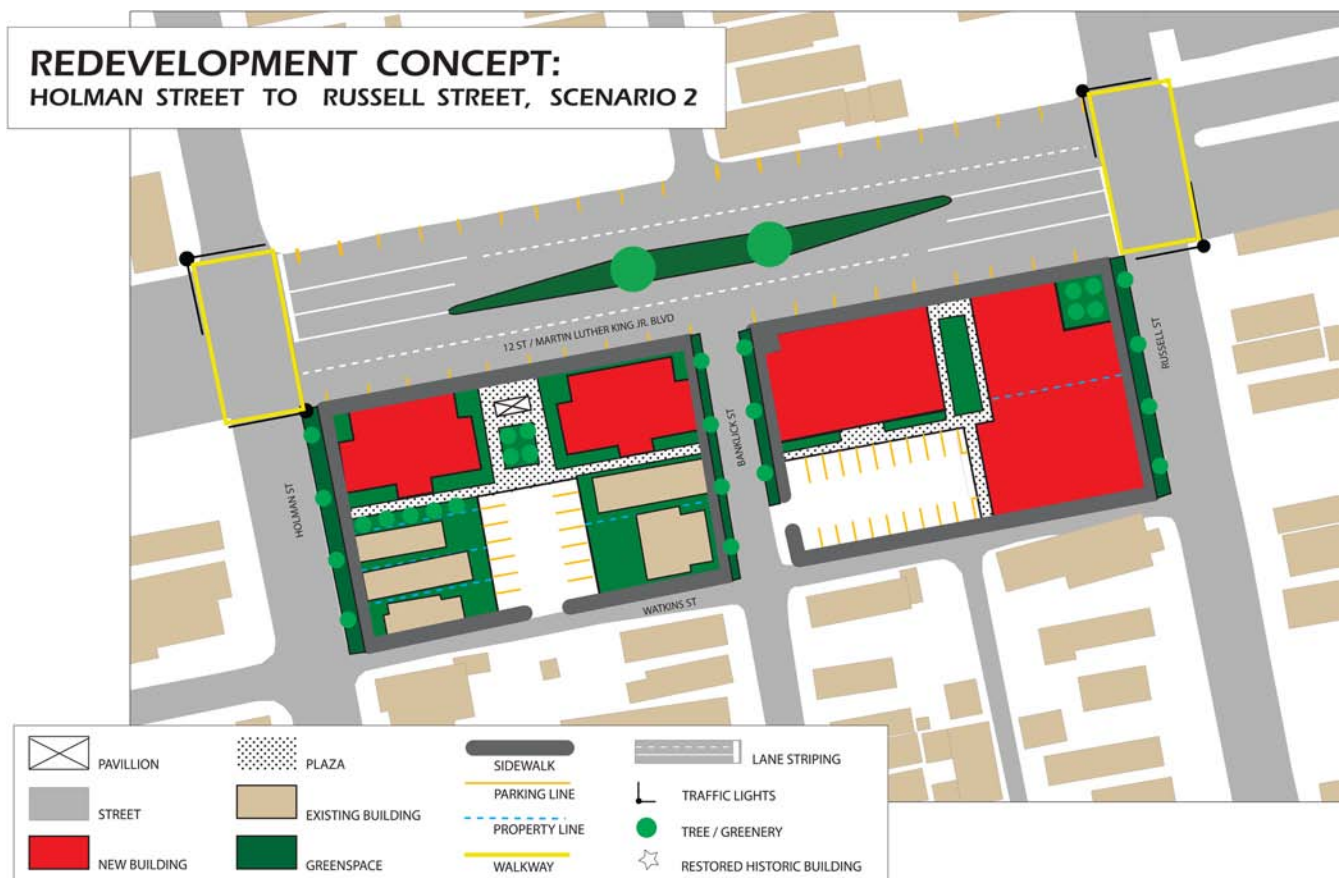 REDEVELOPMENT CONCEPT:
HOLMAN STREET TO RUSSELL STREET, SCENARIO 2
12 ST / MARTIN LUTHER KING JR. BLVD
HOLMAN ST
BANKLICK ST
RUSSELL ST
WATKINS ST
PAVILLION
STREET
NEW BUILDING
PLAZA
EXISTING BUILDING
GREENSPACE
SIDEWALK
PARKING LINE
PROPERTY LINE
WALKWAY
LANE STRIPING
TRAFFIC LIGHTS
TREE / GREENERY
RESTORED HISTORIC BUILDING